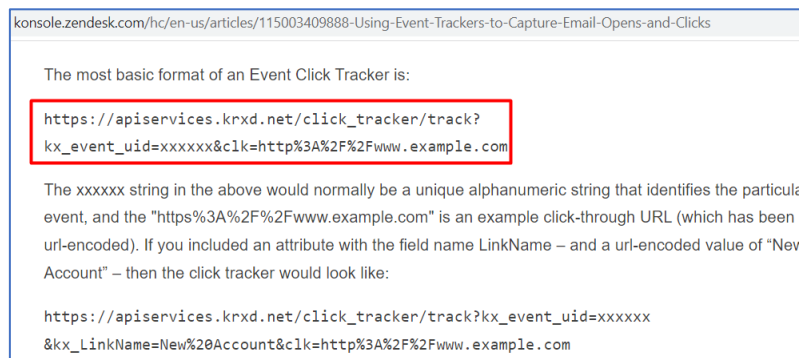 konsole.zendesk.com/hc/en-us/articles/115003409888-Using-Event-Trackers-to-Capture-Email-Opens-and-Clicks
The most basic format of an Event Click Tracker is:
https://apiservices.krxd.net/click_tracker/track?
kx_event_uid=xxxxxx&clk=http%3A%2F%2Fwww.example.com
The xxxxxx string in the above would normally be a unique alphanumeric string that identifies the particula
event, and the "https%3A%2F%2Fwww.example.com" is an example click-through URL (which has been
url-encoded). If you included an attribute with the field name LinkName – and a url-encoded value of “New
Account” – then the click tracker would look like:
https://apiservices.krxd.net/click_tracker/track?kx_event_uid=xxxxxx
&kx_LinkName=New%20Account&clk=http%3A%2F%2Fwww.example.com